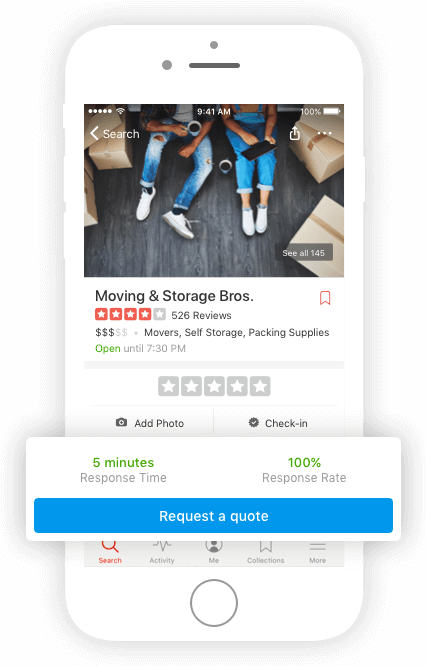 9:41 AM 100%
Search
See all 145
Moving & Storage Bros.
526 Reviews
$$$$$ • Movers, Self Storage, Packing Supplies
Open until 7:30 PM
Add Photo Check-in
5 minutes 100%
Response Time Response Rate
Request a quote
Search Activity Me Collections More